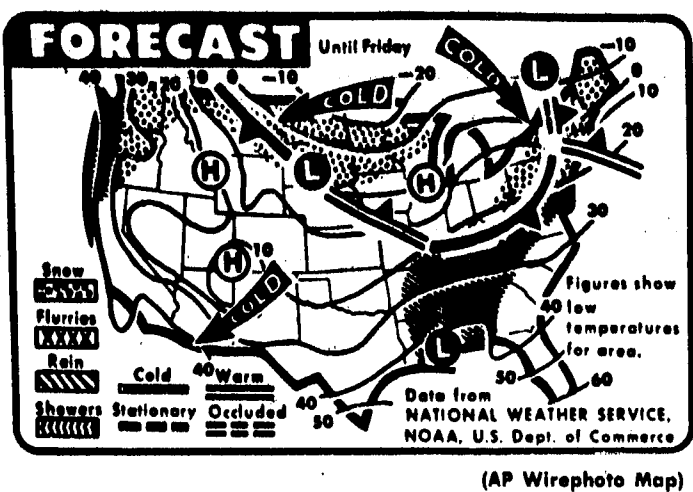 FORECAST Until Friday
40 30 20 10 0 -10 -20 -10
0
10
20
COLD COLD
L
H L H
30
H 10
COLD
Snow
Flurries
Rain
Showers
Cold Warm
Stationary Occluded
40
40
50
L
Figures show
40 low
temperatures
for area.
50 60
Data from
NATIONAL WEATHER SERVICE,
NOAA, U.S. Dept. of Commerce
(AP Wirephoto Map)